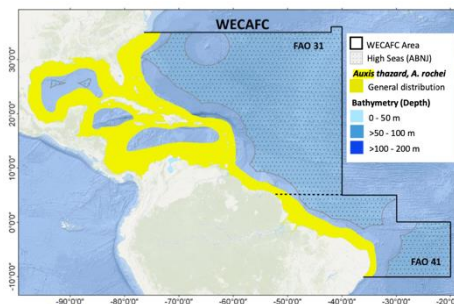 WECAFC
FAO 31
WECAFC Area
High Seas (ABNJ)
Auxis thazard, A. rochei
General distribution
Bathymetry (Depth)
0 - 50 m
>50 - 100 m
>100 - 200 m
30°0'0"
20°0'0"
10°0'0"
0°0'0"
-10°0'0"
FAO 41
-90°0'0"
-80°0'0"
-70°0'0"
-60°0'0"
-50°0'0"
-40°0'0"
-30°0'0"
-20°0'0"